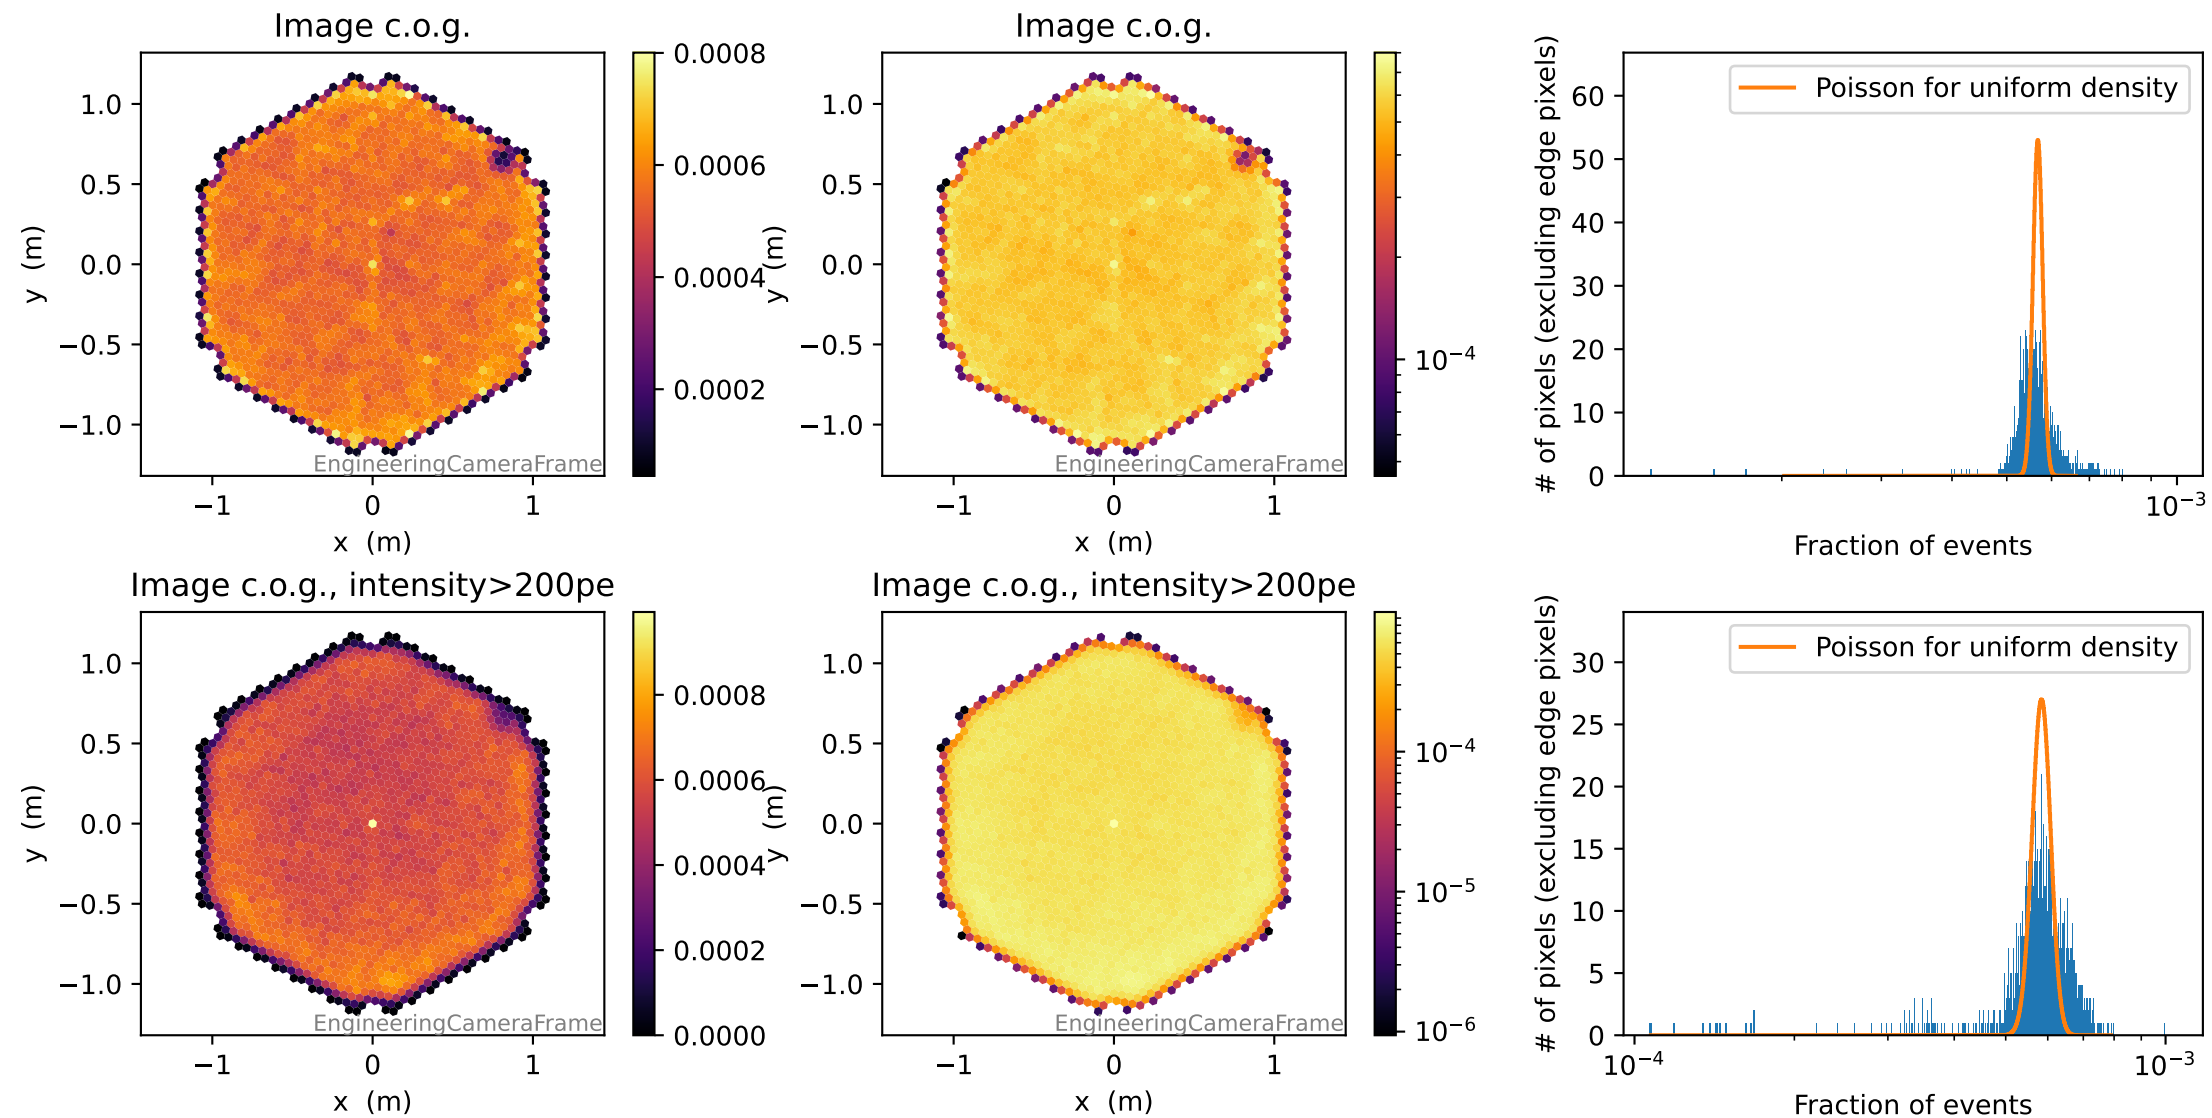 Image c.o.g.
1.0
0.5
0.0
−0.5
−1.0
y (m)
−1
0
1
x (m)
EngineeringCameraFrame
0.0008
0.0006
0.0004
0.0002
Image c.o.g.
1.0
0.5
0.0
−0.5
−1.0
y (m)
−1
0
1
x (m)
EngineeringCameraFrame
10⁻⁴
# of pixels (excluding edge pixels)
60
50
40
30
20
10
0
Poisson for uniform density
10⁻³
Fraction of events
Image c.o.g., intensity>200pe
1.0
0.5
0.0
−0.5
−1.0
y (m)
−1
0
1
x (m)
EngineeringCameraFrame
0.0008
0.0006
0.0004
0.0002
0.0000
Image c.o.g., intensity>200pe
1.0
0.5
0.0
−0.5
−1.0
y (m)
−1
0
1
x (m)
EngineeringCameraFrame
10⁻⁴
10⁻⁵
10⁻⁶
# of pixels (excluding edge pixels)
30
25
20
15
10
5
0
Poisson for uniform density
10⁻⁴
10⁻³
Fraction of events